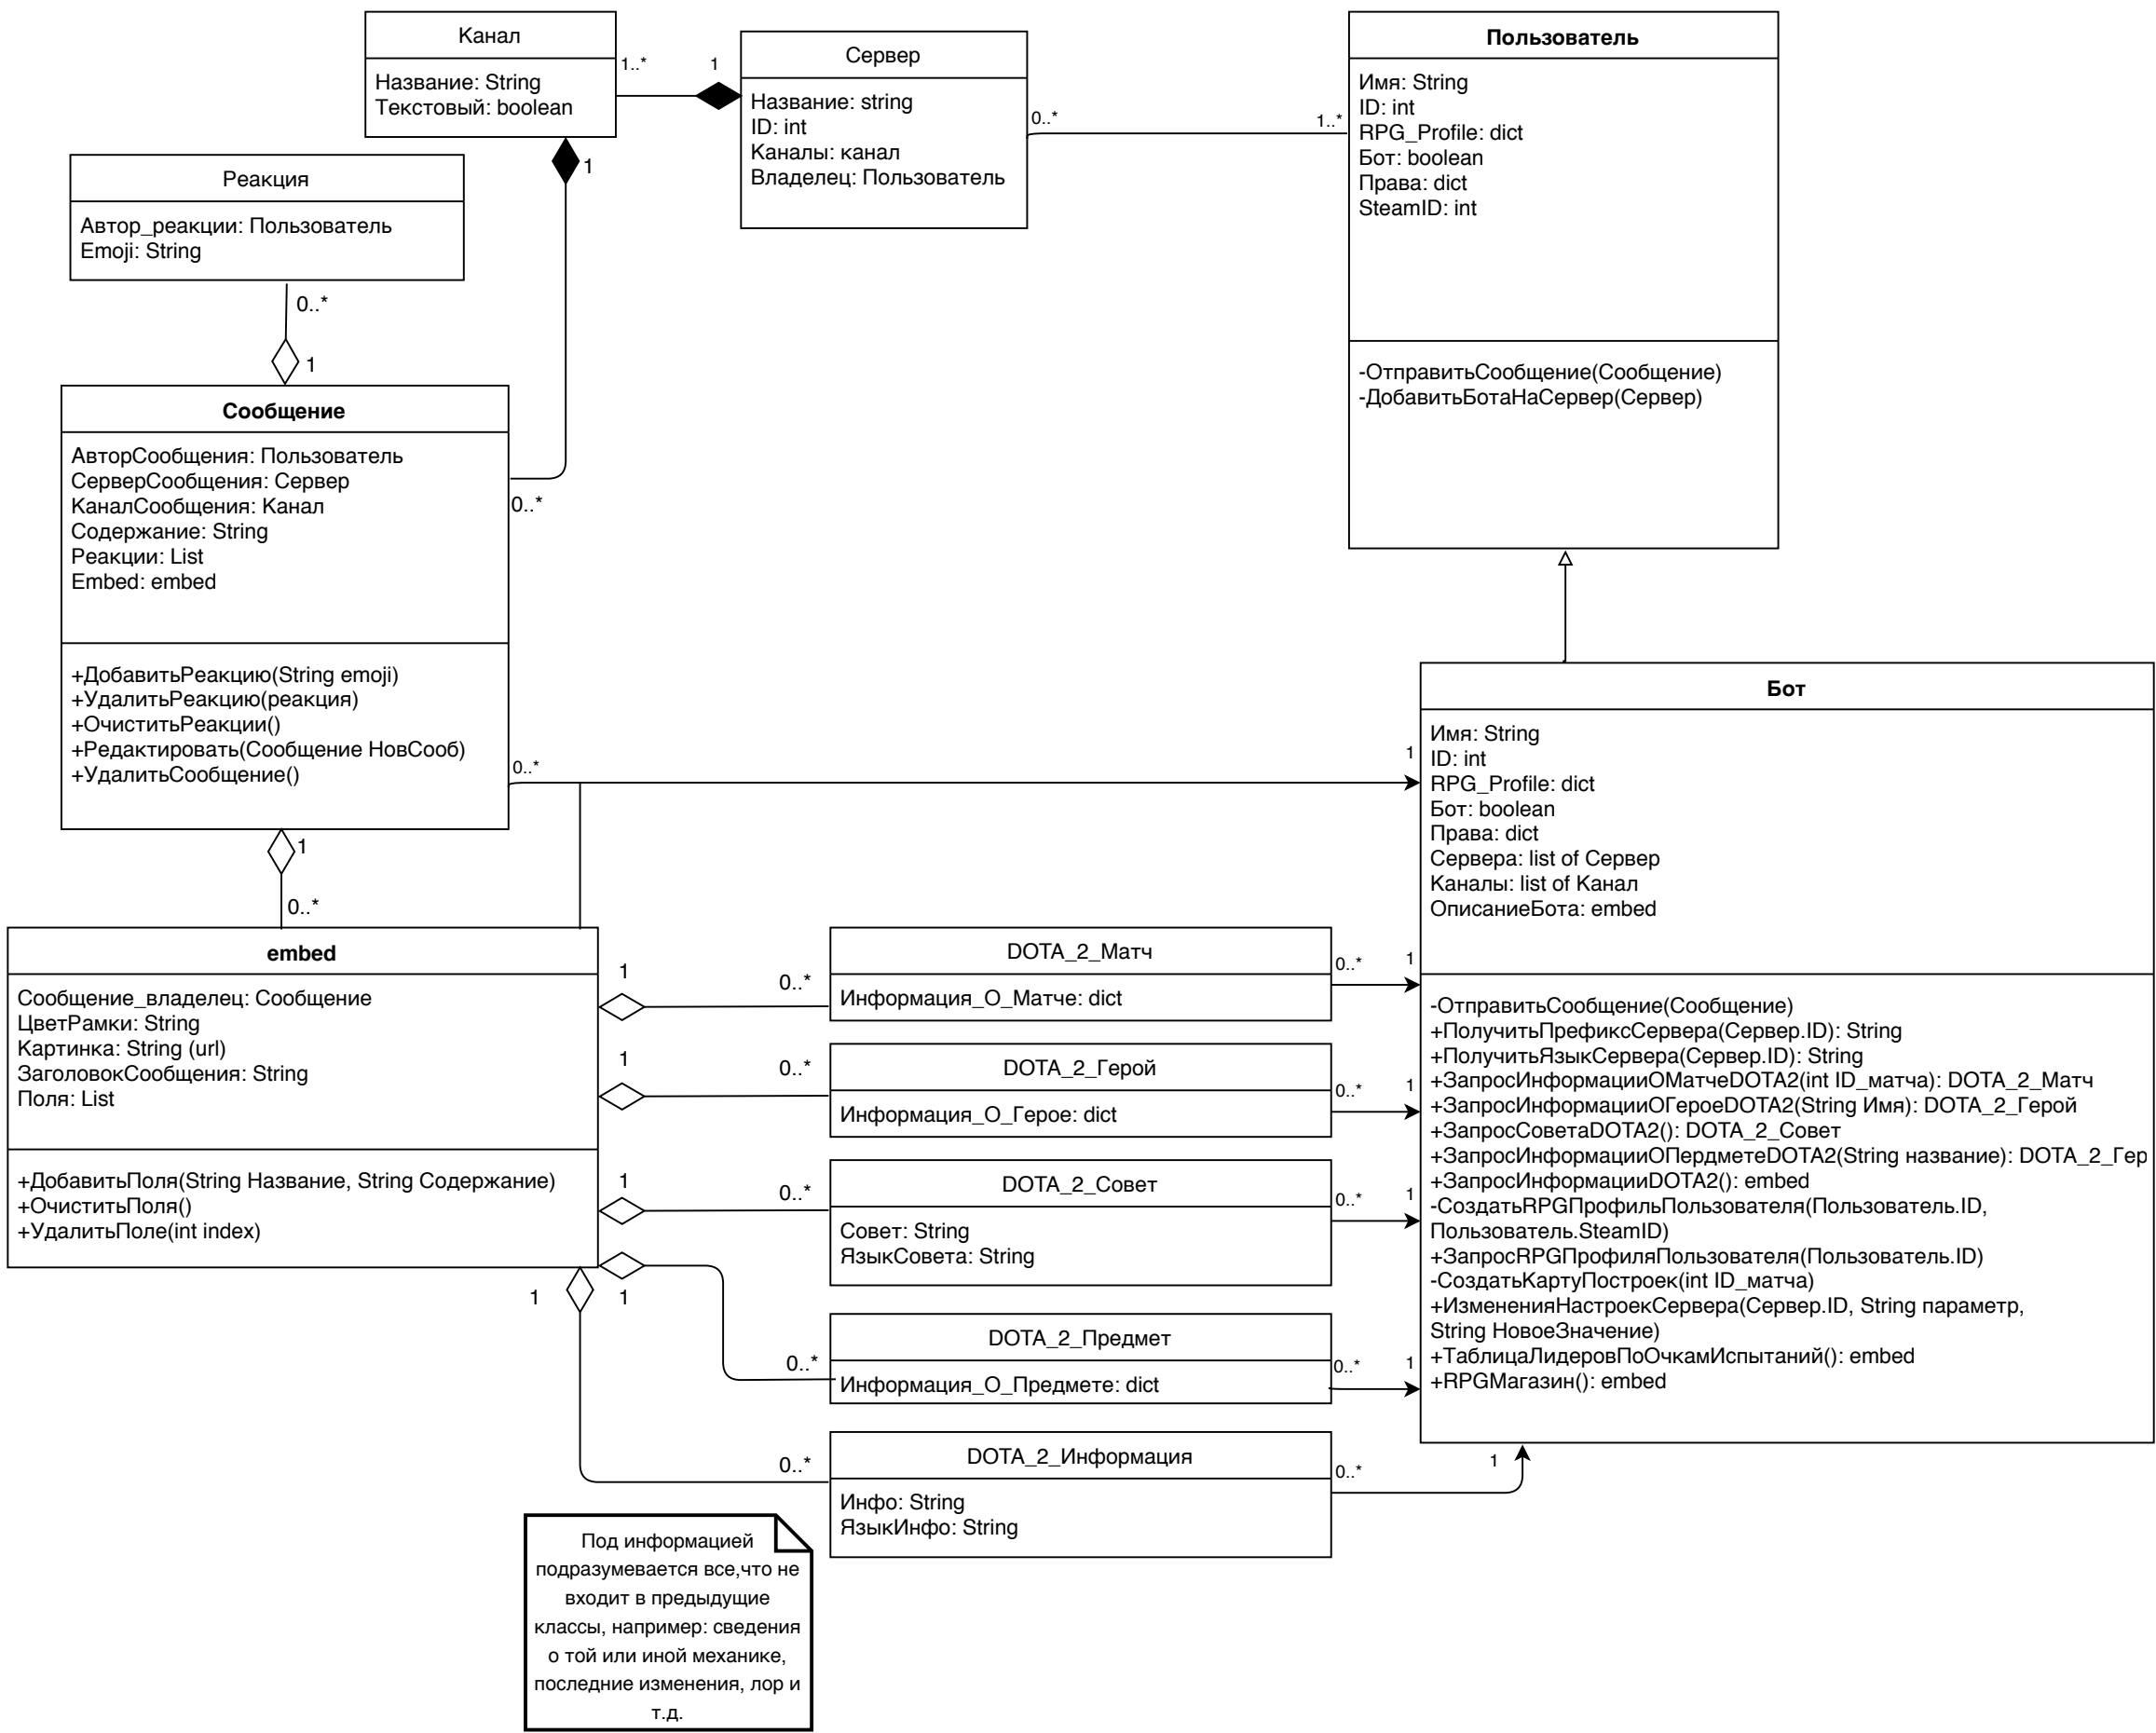 Канал
Название: String
Текстовый: boolean
1..*
1
Сервер
Название: string
ID: int
Каналы: канал
Владелец: Пользователь
0..*
1..*
Пользователь
Имя: String
ID: int
RPG_Profile: dict
Бот: boolean
Права: dict
SteamID: int
-ОтправитьСообщение(Сообщение)
-ДобавитьБотаНаСервер(Сервер)
1
Реакция
Автор_реакции: Пользователь
Emoji: String
0..*
1
Сообщение
АвторСообщения: Пользователь
СерверСообщения: Сервер
КаналСообщения: Канал
Содержание: String
Реакции: List
Embed: embed
+ДобавитьРеакцию(String emoji)
+УдалитьРеакцию(реакция)
+ОчиститьРеакции()
+Редактировать(Сообщение НовСооб)
+УдалитьСообщение()
0..*
0..*
1
1
0..*
embed
Сообщение_владелец: Сообщение
ЦветРамки: String
Картинка: String (url)
ЗаголовокСообщения: String
Поля: List
+ДобавитьПоля(String Название, String Содержание)
+ОчиститьПоля()
+УдалитьПоле(int index)
1
0..*
DOTA_2_Матч
Информация_О_Матче: dict
0..*
1
1
0..*
DOTA_2_Герой
Информация_О_Герое: dict
0..*
1
1
0..*
DOTA_2_Совет
Совет: String
ЯзыкСовета: String
0..*
1
1
1
0..*
DOTA_2_Предмет
Информация_О_Предмете: dict
0..*
1
0..*
DOTA_2_Информация
Инфо: String
ЯзыкИнфо: String
0..*
1
Бот
Имя: String
ID: int
RPG_Profile: dict
Бот: boolean
Права: dict
Сервера: list of Сервер
Каналы: list of Канал
ОписаниеБота: embed
-ОтправитьСообщение(Сообщение)
+ПолучитьПрефиксСервера(Сервер.ID): String
+ПолучитьЯзыкСервера(Сервер.ID): String
+ЗапросИнформацииОМатчеDOTA2(int ID_матча): DOTA_2_Матч
+ЗапросИнформацииОГероеDOTA2(String Имя): DOTA_2_Герой
+ЗапросСоветаDOTA2(): DOTA_2_Совет
+ЗапросИнформацииОПердметеDOTA2(String название): DOTA_2_Гер
+ЗапросИнформацииDOTA2(): embed
-СоздатьRPGПрофильПользователя(Пользователь.ID,
Пользователь.SteamID)
+ЗапросRPGПрофиляПользователя(Пользователь.ID)
-СоздатьКартуПостроек(int ID_матча)
+ИзмененияНастроекСервера(Сервер.ID, String параметр,
String НовоеЗначение)
+ТаблицаЛидеровПоОчкамИспытаний(): embed
+RPGМагазин(): embed
Под информацией
подразумевается все,что не
входит в предыдущие
классы, например: сведения
о той или иной механике,
последние изменения, лор и
т.д.